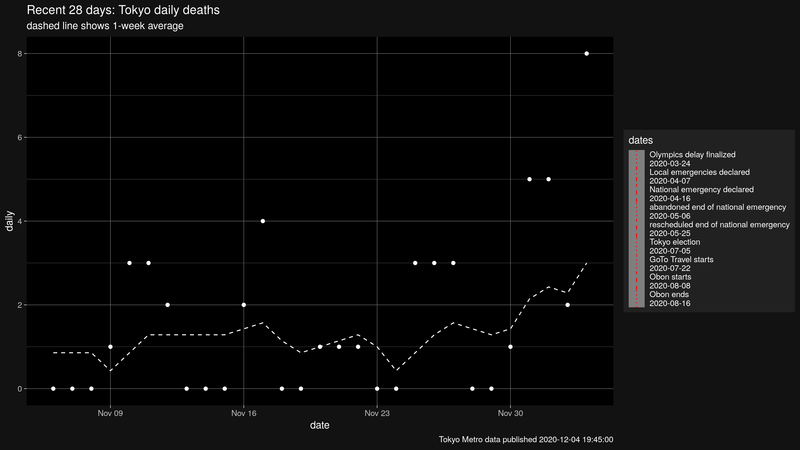 Recent 28 days: Tokyo daily deaths
dashed line shows 1-week average
8
6
4
2
0
daily
Nov 09
Nov 16
Nov 23
Nov 30
date
Tokyo Metro data published 2020-12-04 19:45:00
dates
Olympics delay finalized
2020-03-24
Local emergencies declared
2020-04-07
National emergency declared
2020-04-16
abandoned end of national emergency
2020-05-06
rescheduled end of national emergency
2020-05-25
Tokyo election
2020-07-05
GoTo Travel starts
2020-07-22
Obon starts
2020-08-08
Obon ends
2020-08-16